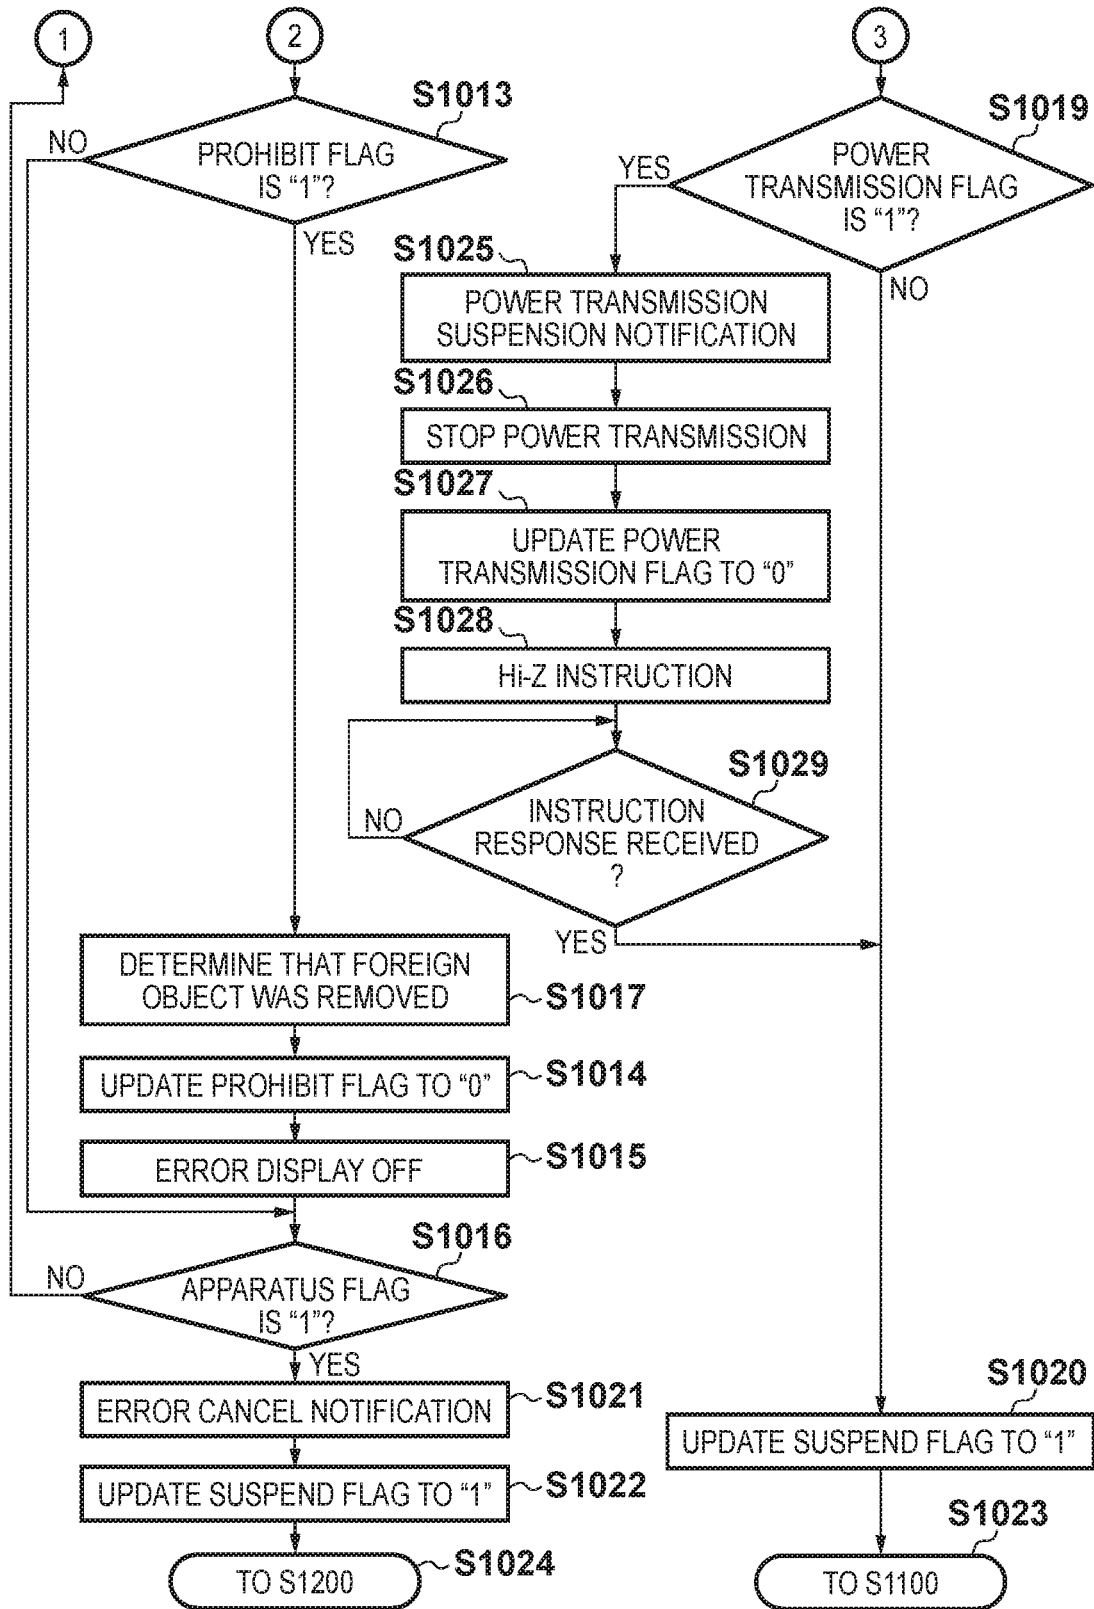 1
2
3
S1013
NO
PROHIBIT FLAG
IS “1”?
YES
S1019
YES
POWER
TRANSMISSION FLAG
IS “1”?
NO
S1025
POWER TRANSMISSION
SUSPENSION NOTIFICATION
S1026
STOP POWER TRANSMISSION
S1027
UPDATE POWER
TRANSMISSION FLAG TO “0”
S1028
Hi-Z INSTRUCTION
S1029
NO
INSTRUCTION
RESPONSE RECEIVED
?
YES
DETERMINE THAT FOREIGN
OBJECT WAS REMOVED
S1017
UPDATE PROHIBIT FLAG TO “0”
S1014
ERROR DISPLAY OFF
S1015
S1016
NO
APPARATUS FLAG
IS “1”?
YES
ERROR CANCEL NOTIFICATION
S1021
UPDATE SUSPEND FLAG TO “1”
S1022
TO S1200
S1024
S1020
UPDATE SUSPEND FLAG TO “1”
S1023
TO S1100